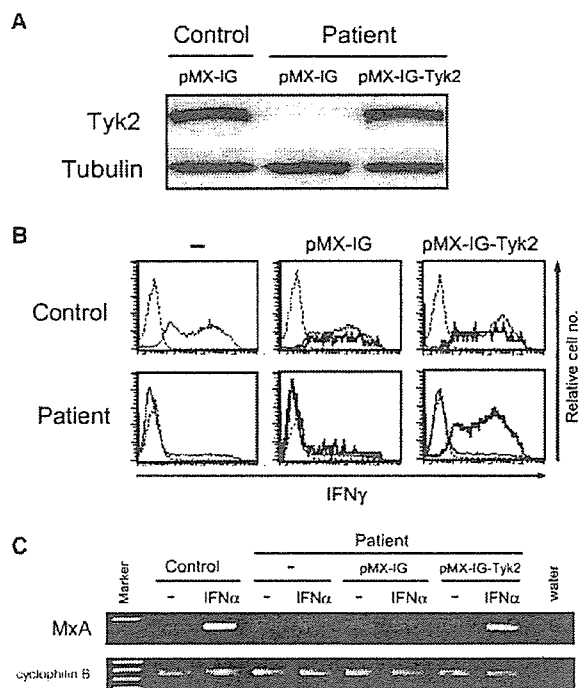 A
Control Patient
pMX-IG pMX-IG pMX-IG-Tyk2
Tyk2
Tubulin
B
– pMX-IG pMX-IG-Tyk2
Control
Patient
Relative cell no.
IFNγ
C
Patient
Control – pMX-IG pMX-IG-Tyk2
Marker – IFNα – IFNα – IFNα – IFNα water
MxA
cyclophilin B